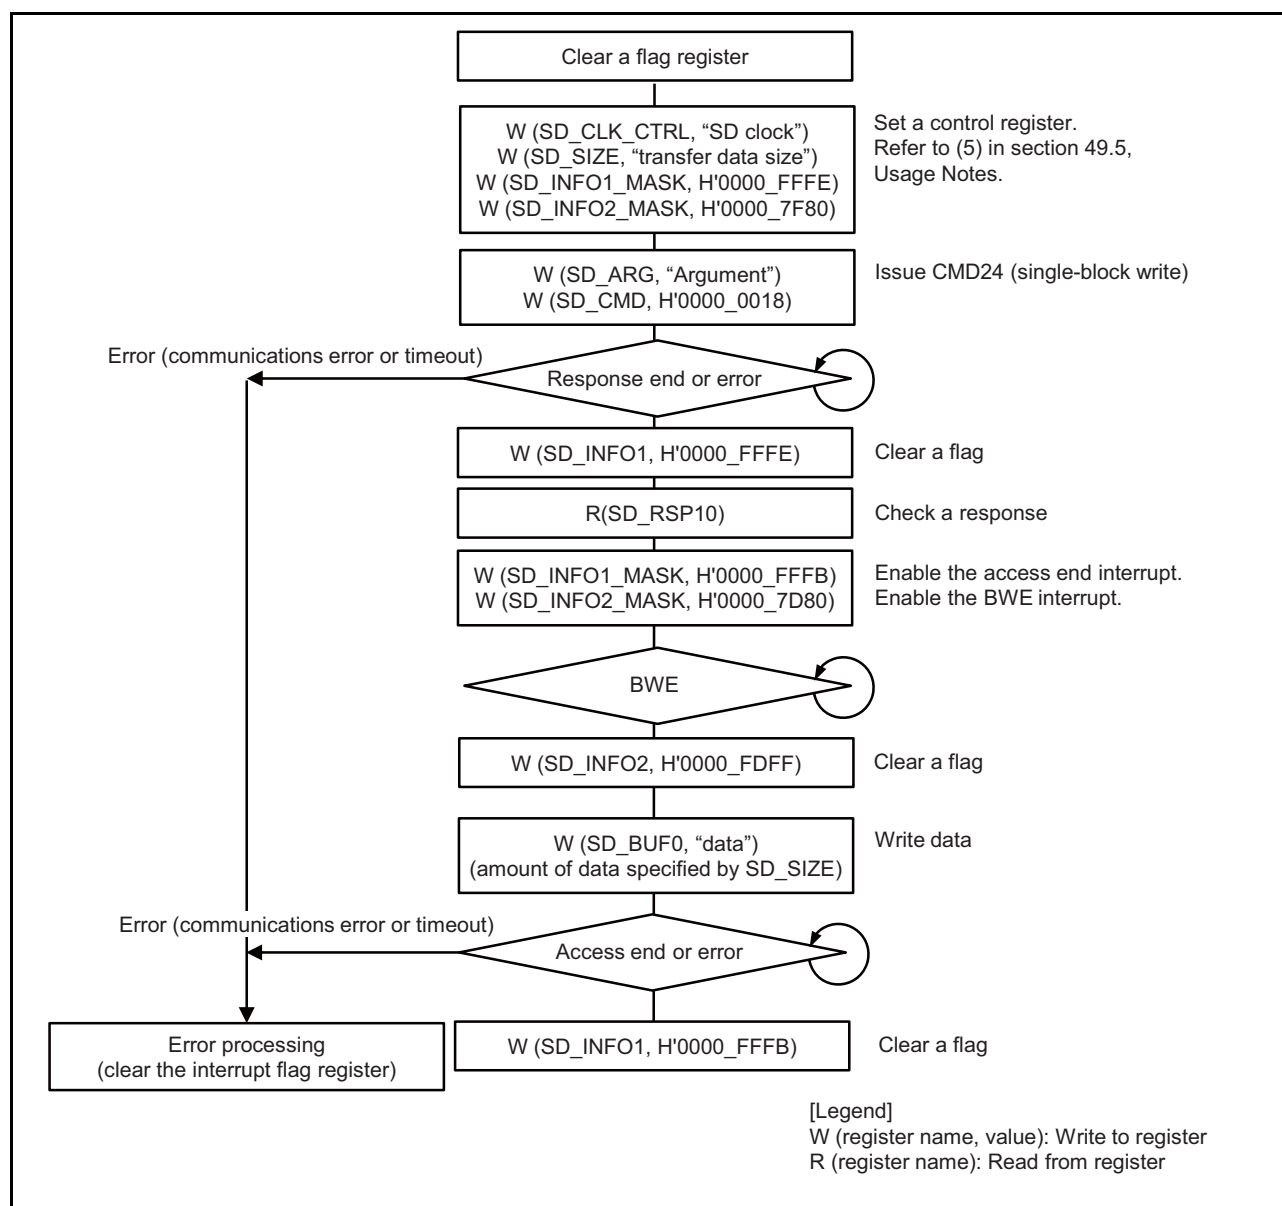 Clear a flag register
W (SD_CLK_CTRL, “SD clock”)
W (SD_SIZE, “transfer data size”)
W (SD_INFO1_MASK, H'0000_FFFE)
W (SD_INFO2_MASK, H'0000_7F80)
Set a control register.
Refer to (5) in section 49.5,
Usage Notes.
W (SD_ARG, “Argument”)
W (SD_CMD, H'0000_0018)
Issue CMD24 (single-block write)
Error (communications error or timeout)
Response end or error
W (SD_INFO1, H'0000_FFFE)
Clear a flag
R(SD_RSP10)
Check a response
W (SD_INFO1_MASK, H'0000_FFFB)
W (SD_INFO2_MASK, H'0000_7D80)
Enable the access end interrupt.
Enable the BWE interrupt.
BWE
W (SD_INFO2, H'0000_FDFF)
Clear a flag
W (SD_BUF0, “data”)
(amount of data specified by SD_SIZE)
Write data
Error (communications error or timeout)
Access end or error
Error processing
(clear the interrupt flag register)
W (SD_INFO1, H'0000_FFFB)
Clear a flag
[Legend]
W (register name, value): Write to register
R (register name): Read from register